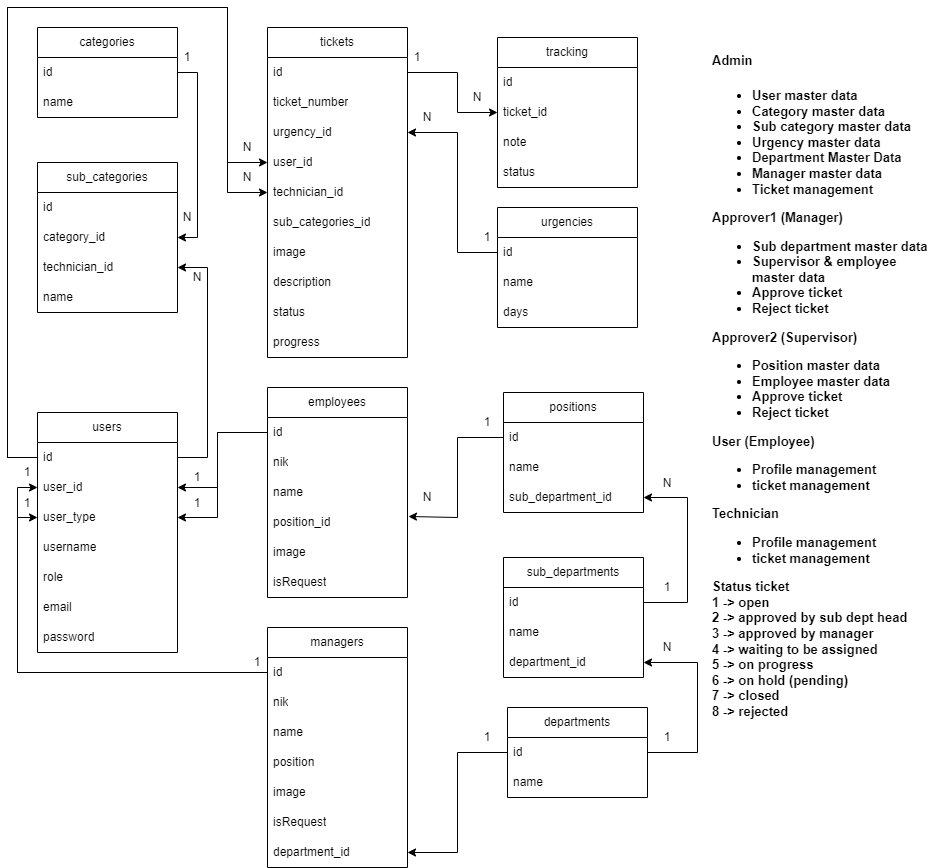 categories
1
id
name
sub_categories
id
N
category_id
technician_id
N
name
users
id
1
user_id
1
1
user_type
1
username
role
email
password
tickets
1
id
ticket_number
urgency_id
N
N
user_id
N
technician_id
sub_categories_id
image
description
status
progress
tracking
id
N
ticket_id
note
status
urgencies
1
id
name
days
employees
id
nik
name
N
position_id
image
isRequest
positions
1
id
name
N
sub_department_id
sub_departments
id
1
name
N
department_id
managers
1
id
nik
name
position
image
isRequest
department_id
departments
1
1
id
name
Admin
• User master data
• Category master data
• Sub category master data
• Urgency master data
• Department Master Data
• Manager master data
• Ticket management
Approver1 (Manager)
• Sub department master data
• Supervisor & employee
master data
• Approve ticket
• Reject ticket
Approver2 (Supervisor)
• Position master data
• Employee master data
• Approve ticket
• Reject ticket
User (Employee)
• Profile management
• ticket management
Technician
• Profile management
• ticket management
Status ticket
1 -> open
2 -> approved by sub dept head
3 -> approved by manager
4 -> waiting to be assigned
5 -> on progress
6 -> on hold (pending)
7 -> closed
8 -> rejected